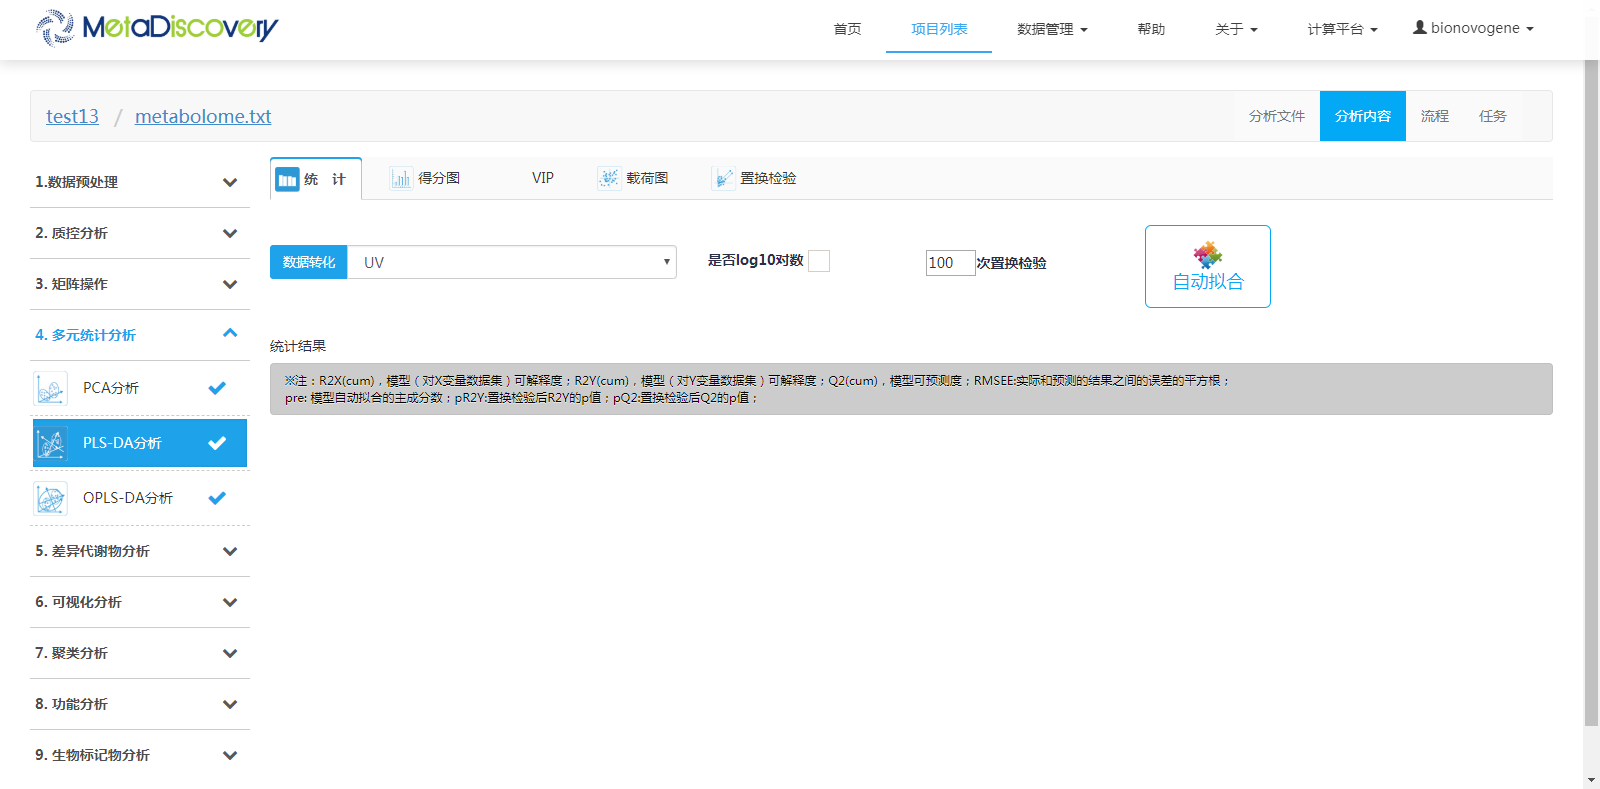 MetaDiscovery
首页
项目列表
数据管理
帮助
关于
计算平台
bionovogene
test13 / metabolome.txt
分析文件
分析内容
流程
任务
1.数据预处理
2. 质控分析
3. 矩阵操作
4. 多元统计分析
PCA分析
PLS-DA分析
OPLS-DA分析
5. 差异代谢物分析
6. 可视化分析
7. 聚类分析
8. 功能分析
9. 生物标记物分析
统 计
得分图
VIP
载荷图
置换检验
数据转化 UV
是否log10对数
100 次置换检验
自动拟合
统计结果
※注：R2X(cum)，模型（对X变量数据集）可解释度；R2Y(cum)，模型（对Y变量数据集）可解释度；Q2(cum)，模型可预测度；RMSEE:实际和预测的结果之间的误差的平方根；
pre: 模型自动拟合的主成分数；pR2Y:置换检验后R2Y的p值；pQ2:置换检验后Q2的p值；